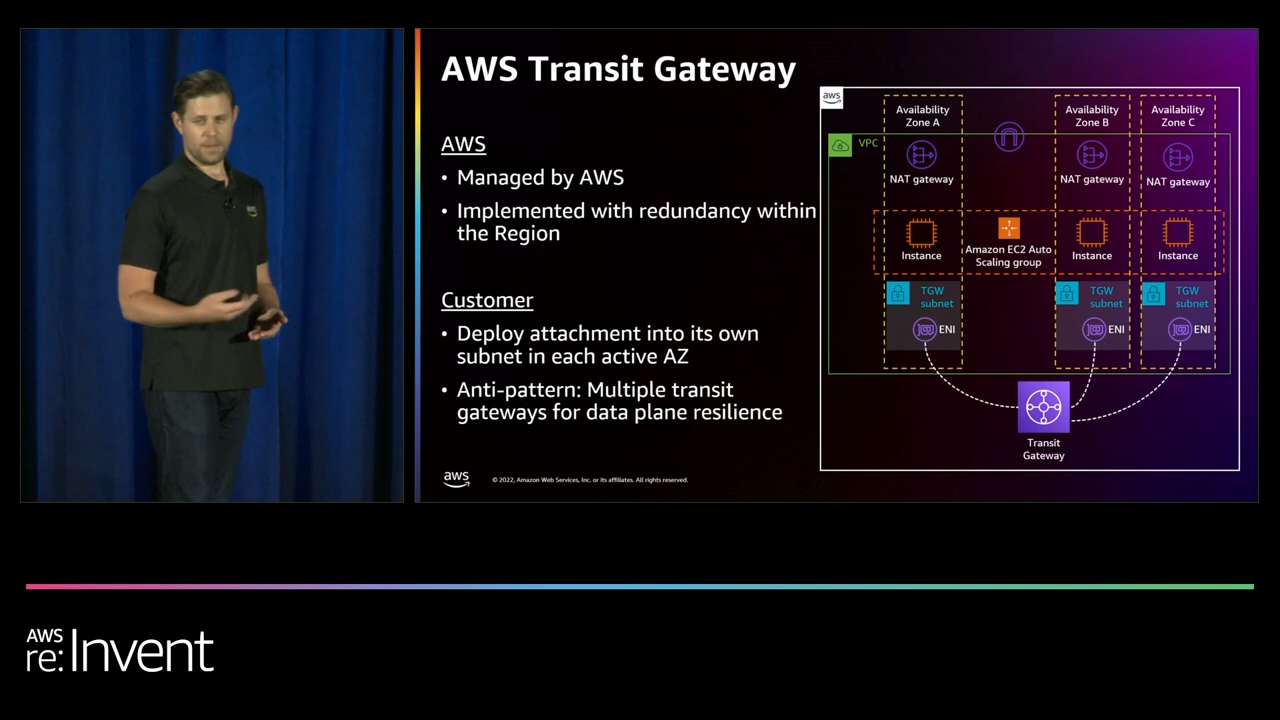 AWS Transit Gateway
AWS
• Managed by AWS
• Implemented with redundancy within
the Region
Customer
• Deploy attachment into its own
subnet in each active AZ
• Anti-pattern: Multiple transit
gateways for data plane resilience
aws
© 2022, Amazon Web Services, Inc. or its affiliates. All rights reserved.
aws
Availability
Zone A
Availability
Zone B
Availability
Zone C
VPC
NAT gateway
NAT gateway
NAT gateway
Instance
Amazon EC2 Auto
Scaling group
Instance
Instance
TGW
subnet
TGW
subnet
TGW
subnet
ENI
ENI
ENI
Transit
Gateway
aws
AWS
re:Invent